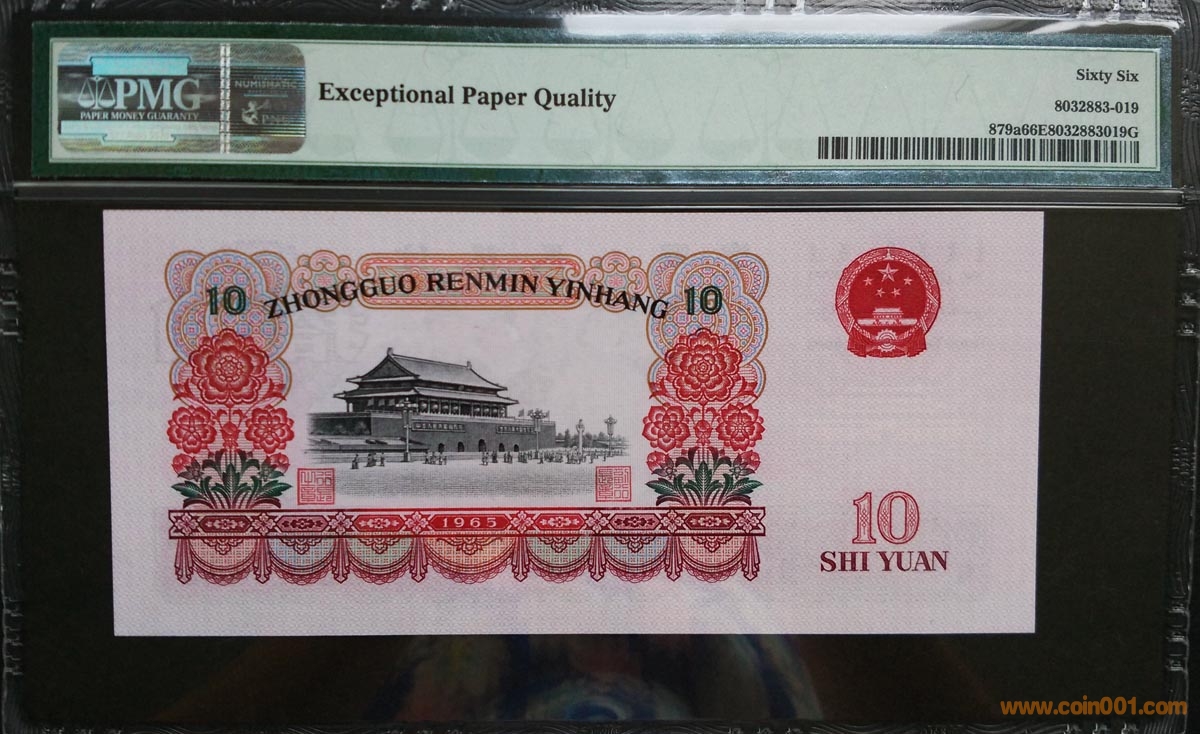 PMG
PAPER MONEY GUARANTY
NUMISMATIC
Exceptional Paper Quality
Sixty Six
8032883-019
879a66E8032883019G
10 ZHONGGUO RENMIN YINHANG 10
1965
10
SHI YUAN
www.coin001.com